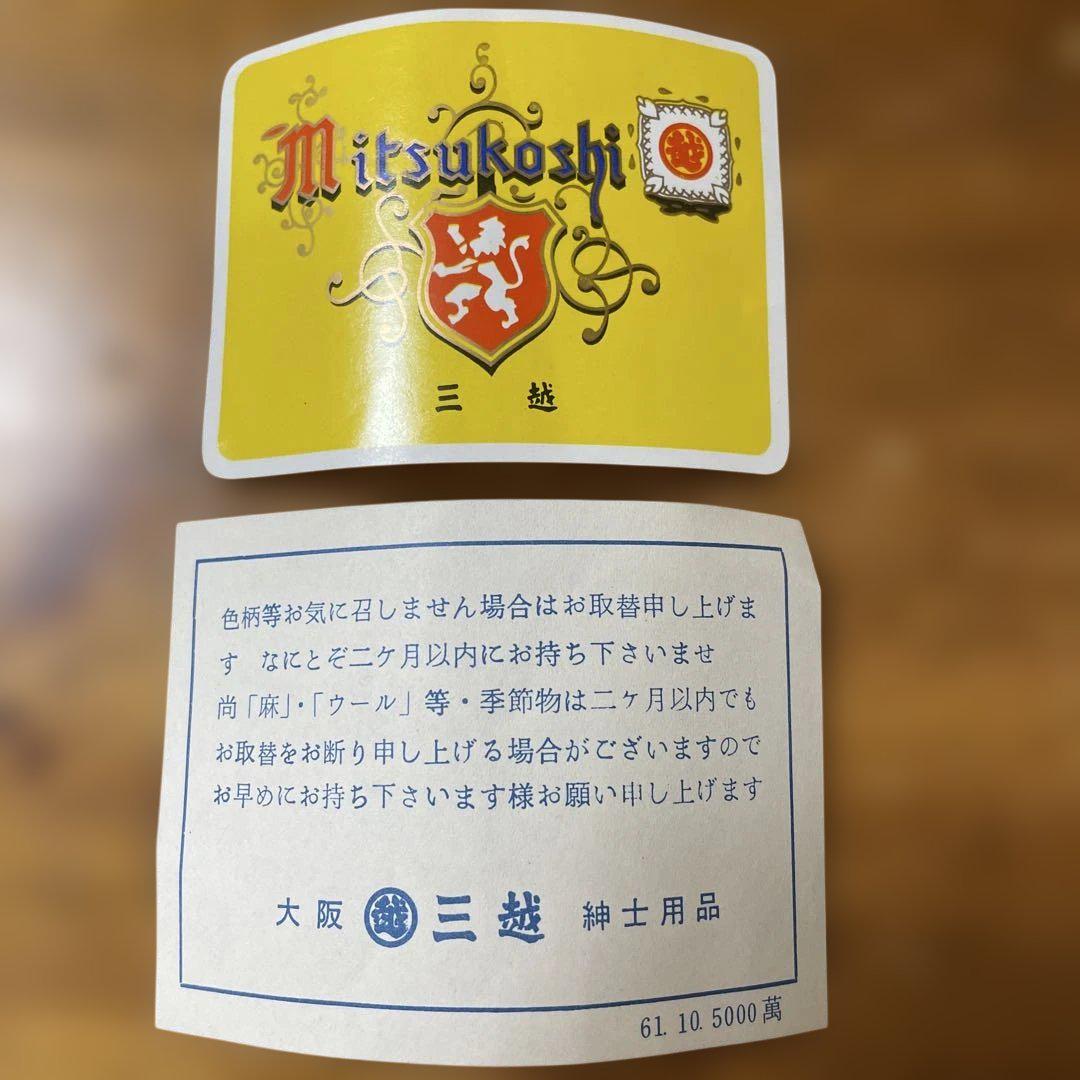 Mitsukoshi
越
三 越
色柄等お気に召しません場合はお取替申し上げま
す なにとぞ二ケ月以内にお持ち下さいませ
尚「麻」・「ウール」等・季節物は二ケ月以内でも
お取替をお断り申し上げる場合がございますので
お早めにお持ち下さいます様お願い申し上げます
大阪 越 三越 紳士用品
61. 10. 5000 萬